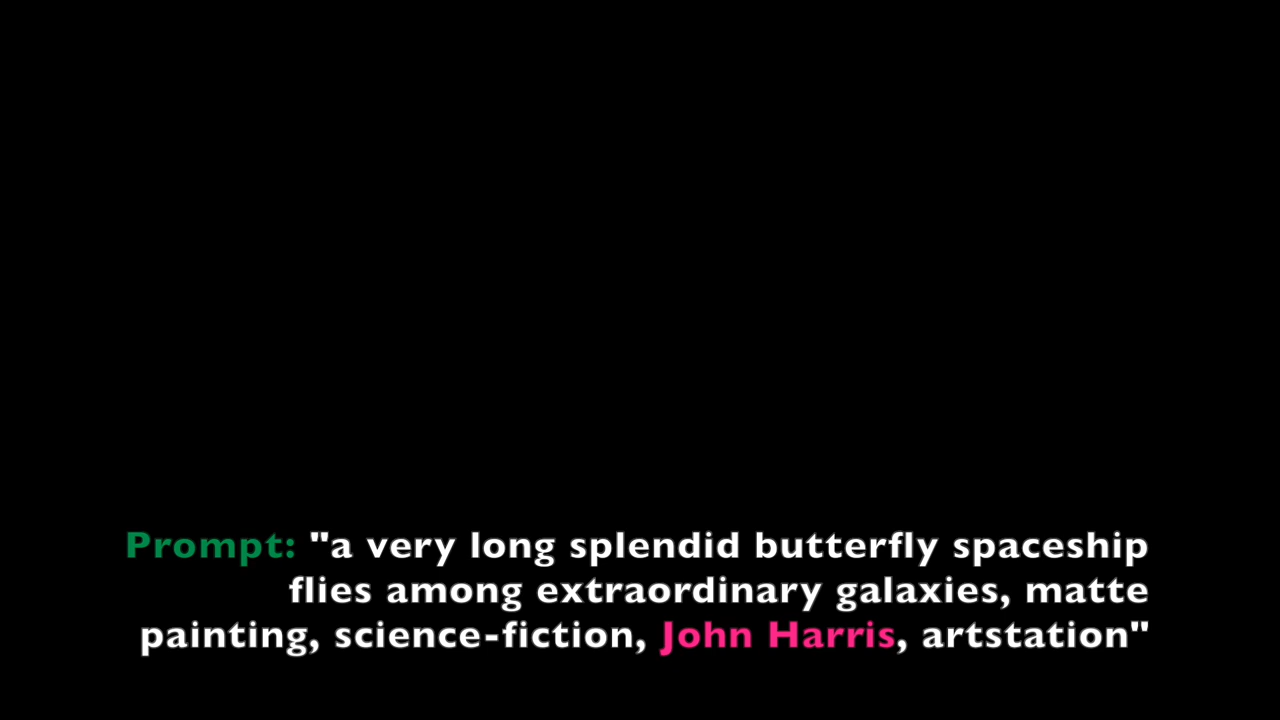 Prompt: "a very long splendid butterfly spaceship
flies among extraordinary galaxies, matte
painting, science-fiction, John Harris, artstation"